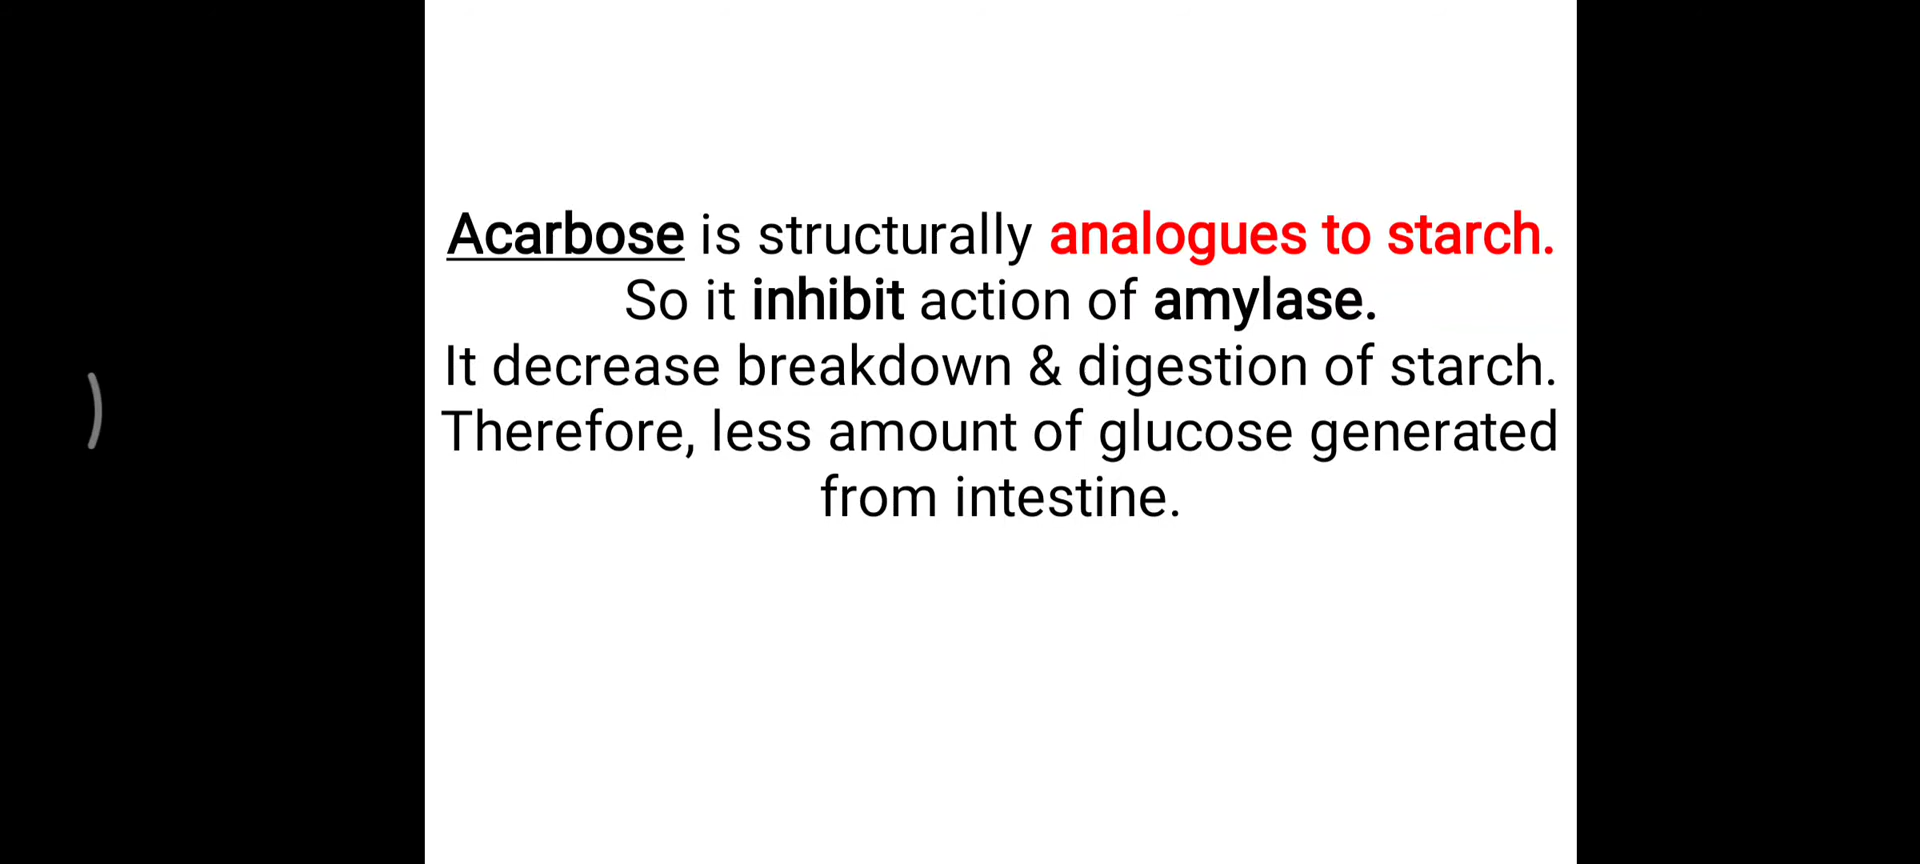 Acarbose is structurally analogues to starch.
So it inhibit action of amylase.
It decrease breakdown & digestion of starch.
Therefore, less amount of glucose generated
from intestine.